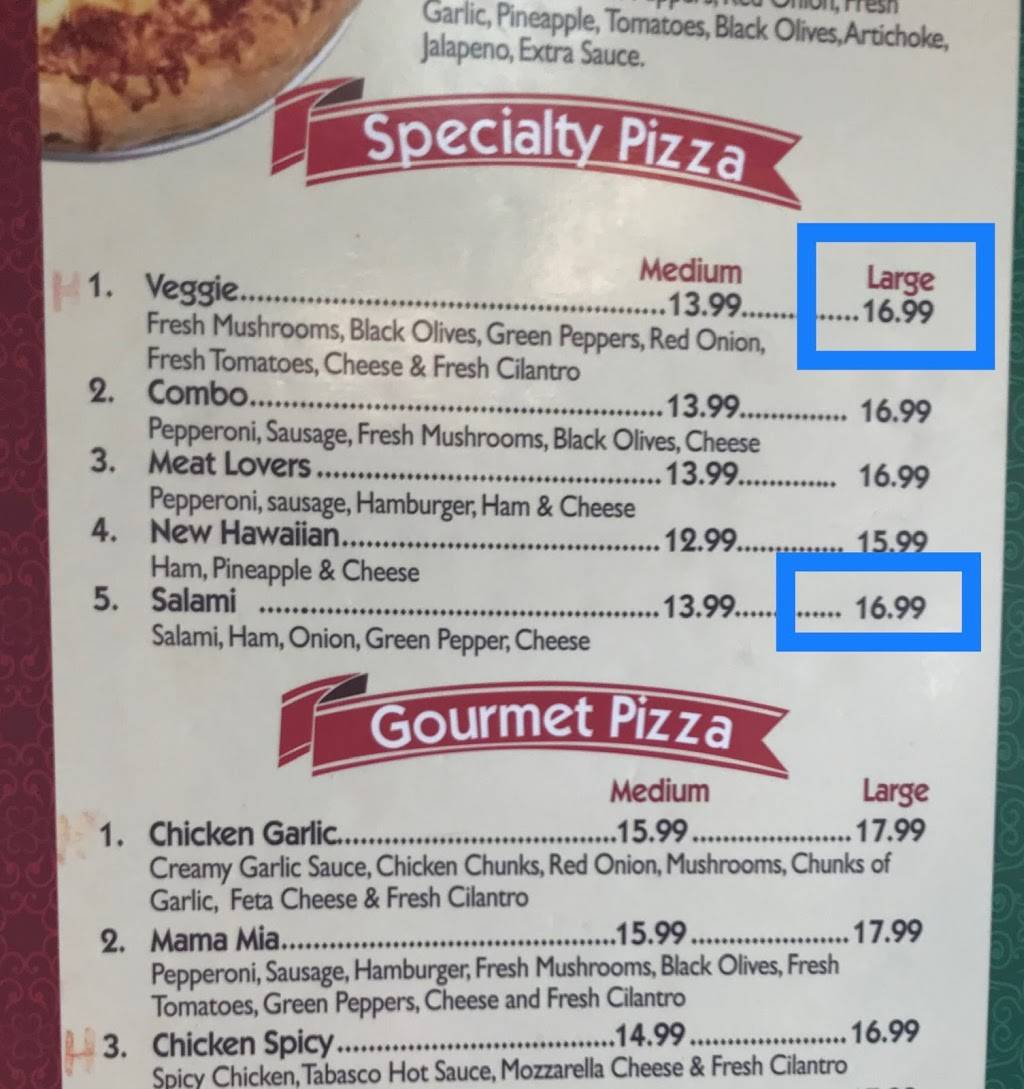 Garlic, Pineapple, Tomatoes, Black Olives, Artichoke,
Jalapeno, Extra Sauce.
Specialty Pizza
Medium Large
H 1. Veggie..........13.99..........16.99
Fresh Mushrooms, Black Olives, Green Peppers, Red Onion,
Fresh Tomatoes, Cheese & Fresh Cilantro
2. Combo..........13.99.......... 16.99
Pepperoni, Sausage, Fresh Mushrooms, Black Olives, Cheese
3. Meat Lovers..........13.99.......... 16.99
Pepperoni, sausage, Hamburger, Ham & Cheese
4. New Hawaiian..........12.99.......... 15.99
Ham, Pineapple & Cheese
5. Salami ..........13.99.......... 16.99
Salami, Ham, Onion, Green Pepper, Cheese
Gourmet Pizza
Medium Large
1. Chicken Garlic..........15.99..........17.99
Creamy Garlic Sauce, Chicken Chunks, Red Onion, Mushrooms, Chunks of
Garlic, Feta Cheese & Fresh Cilantro
2. Mama Mia..........15.99..........17.99
Pepperoni, Sausage, Hamburger, Fresh Mushrooms, Black Olives, Fresh
Tomatoes, Green Peppers, Cheese and Fresh Cilantro
H 3. Chicken Spicy..........14.99..........16.99
Spicy Chicken, Tabasco Hot Sauce, Mozzarella Cheese & Fresh Cilantro